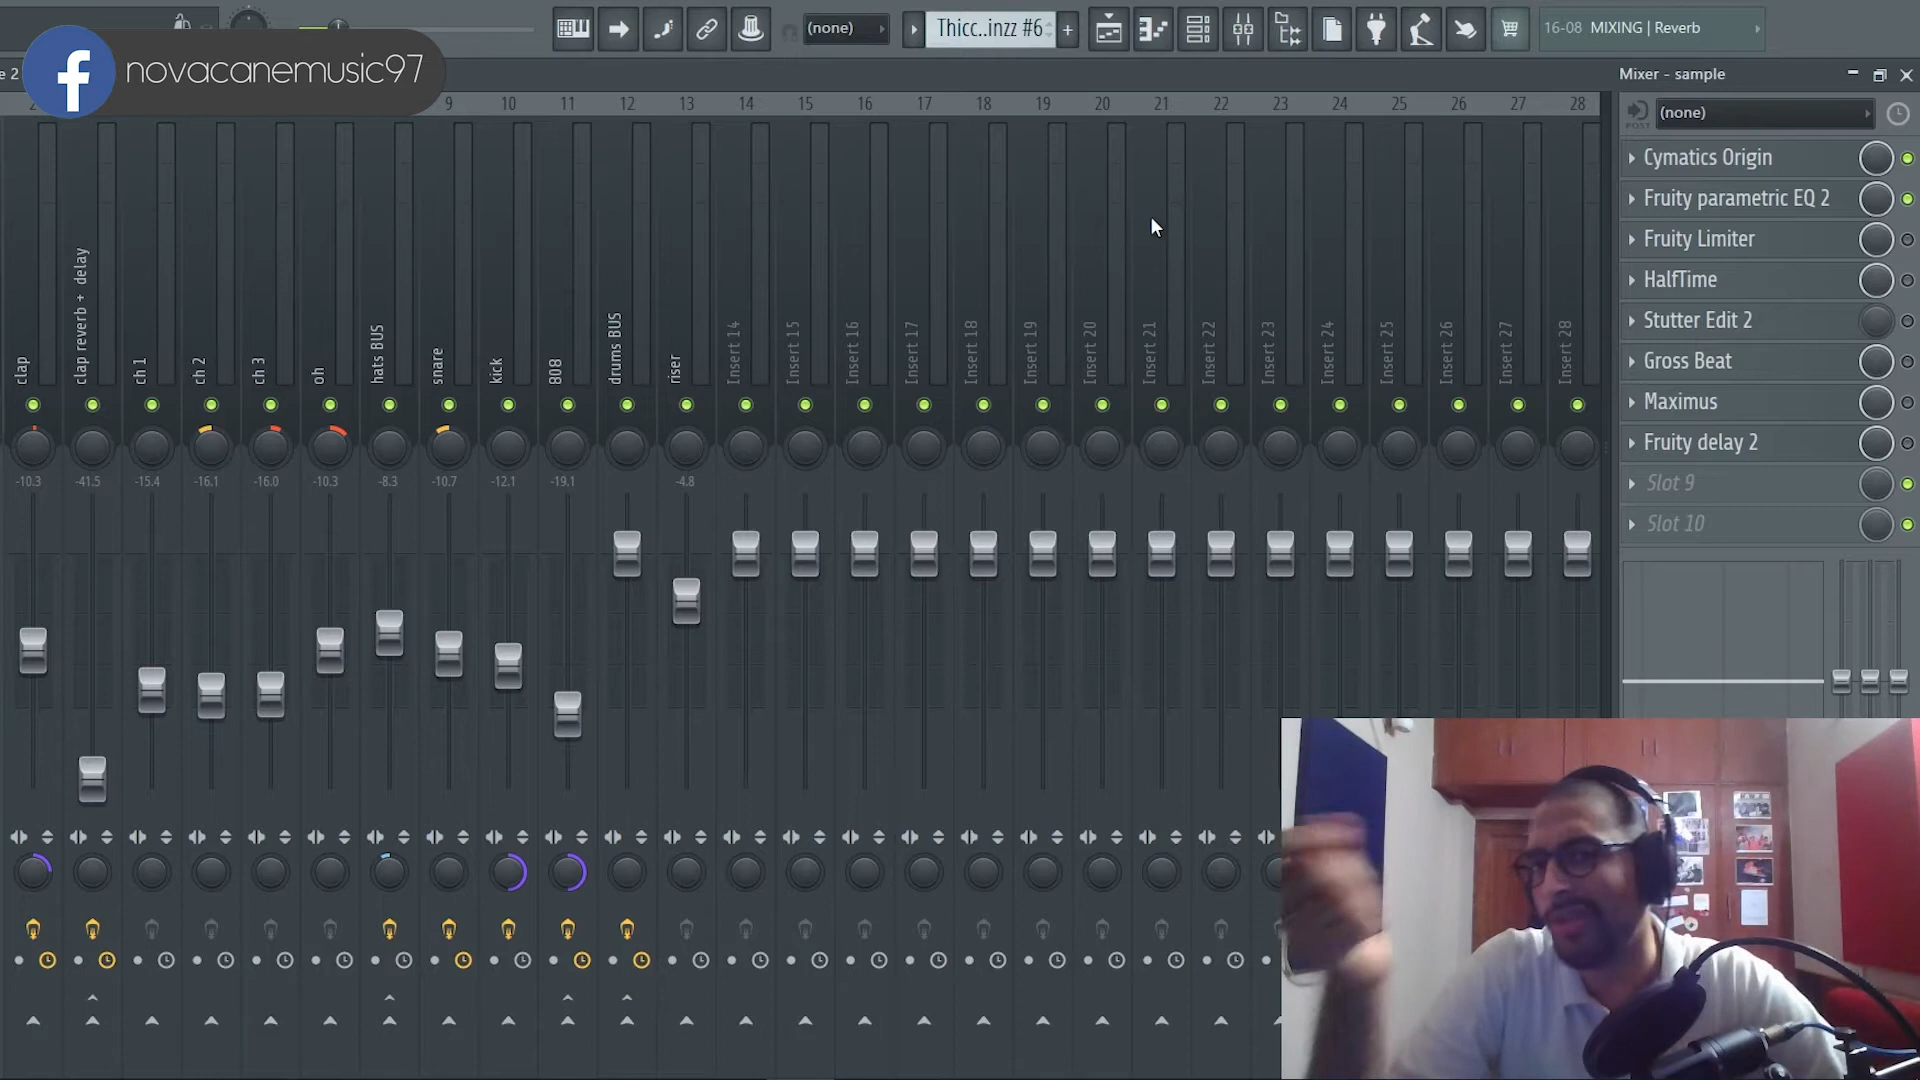 (none)
Thicc..inzz #6
16-08 MIXING | Reverb
novacanemusic97
e 2
Mixer - sample
2 9 10 11 12 13 14 15 16 17 18 19 20 21 22 23 24 25 26 27 28
POST
(none)
Cymatics Origin
Fruity parametric EQ 2
Fruity Limiter
HalfTime
Stutter Edit 2
Gross Beat
Maximus
Fruity delay 2
Slot 9
Slot 10
clap
clap reverb + delay
ch 1
ch 2
ch 3
oh
hats BUS
snare
kick
808
drums BUS
riser
Insert 14
Insert 15
Insert 16
Insert 17
Insert 18
Insert 19
Insert 20
Insert 21
Insert 22
Insert 23
Insert 24
Insert 25
Insert 26
Insert 27
Insert 28
-10.3 -41.5 -15.4 -16.1 -16.0 -10.3 -8.3 -10.7 -12.1 -19.1 -4.8